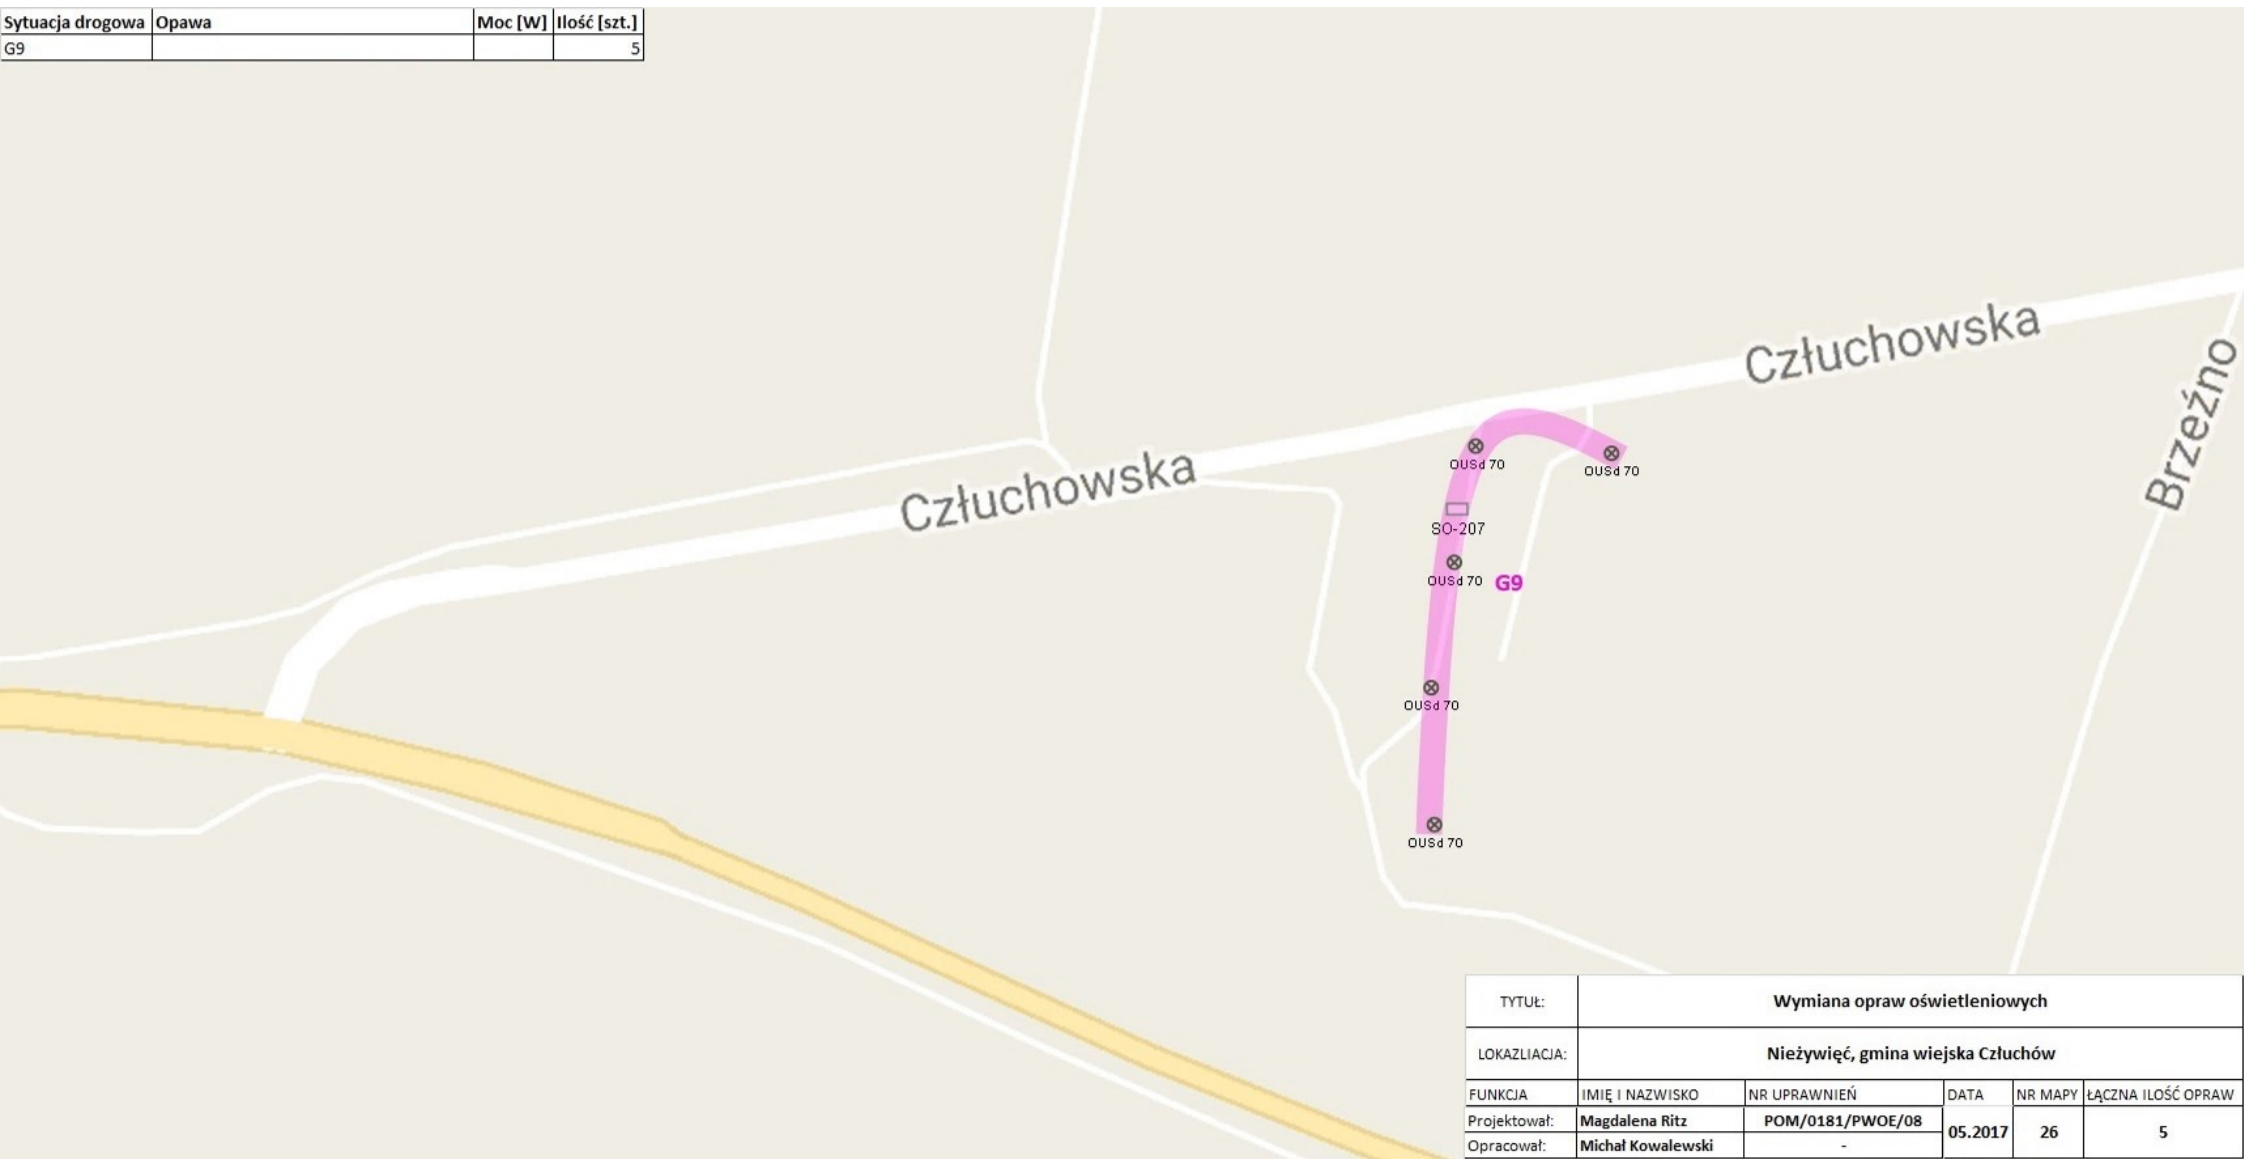 Sytuacja drogowa Opawa Moc [W] Ilość [szt.]
G9 5
Człuchowska
Brzeźno
Człuchowska
OUSd 70
OUSd 70
SO-207
OUSd 70 G9
OUSd 70
OUSd 70
TYTUŁ: Wymiana opraw oświetleniowych
LOKAZLIACJA: Nieżywięć, gmina wiejska Człuchów
FUNKCJA IMIĘ I NAZWISKO NR UPRAWNIEŃ DATA NR MAPY ŁĄCZNA ILOŚĆ OPRAW
Projektował: Magdalena Ritz POM/0181/PWOE/08 05.2017 26 5
Opracował: Michał Kowalewski -